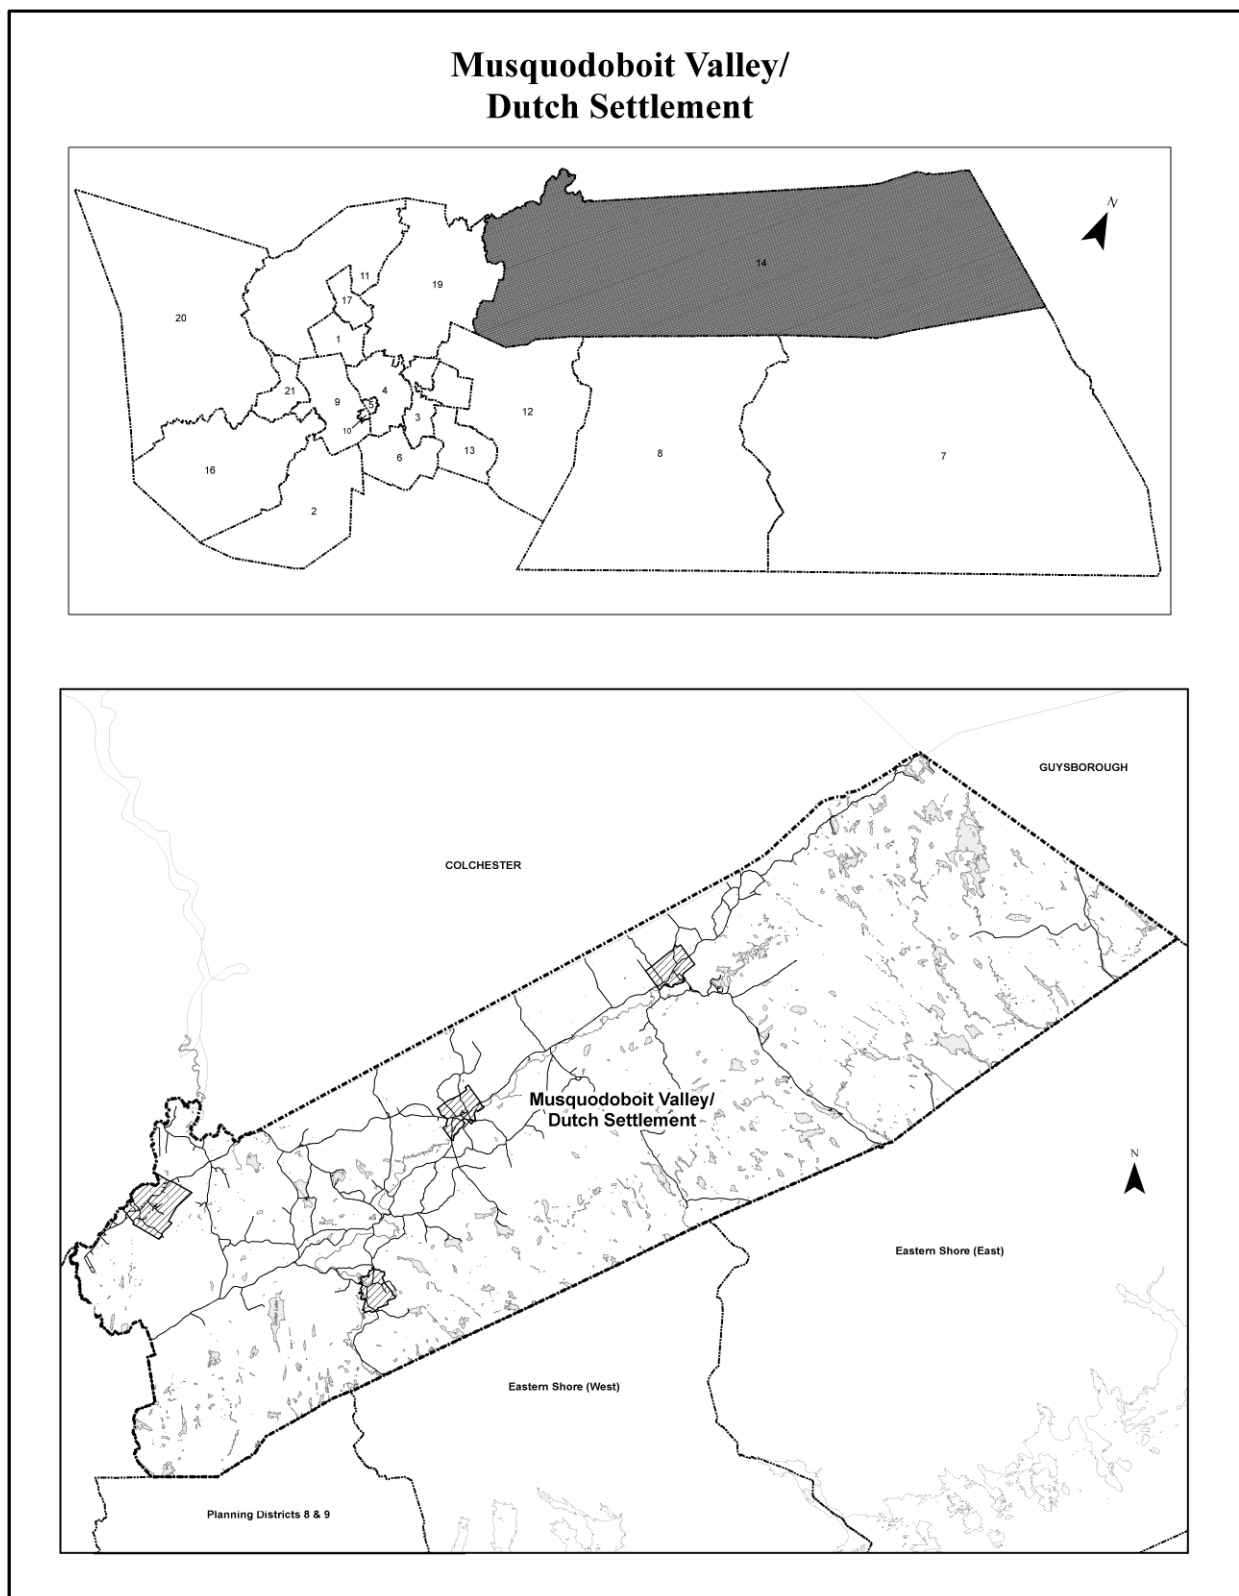 Musquodoboit Valley/
Dutch Settlement
N
14
11
19
17
20
1
21
4
9
5
12
3
10
13
8
7
6
16
2
GUYSBOROUGH
COLCHESTER
Musquodoboit Valley/
Dutch Settlement
N
Eastern Shore (East)
Eastern Shore (West)
Planning Districts 8 & 9